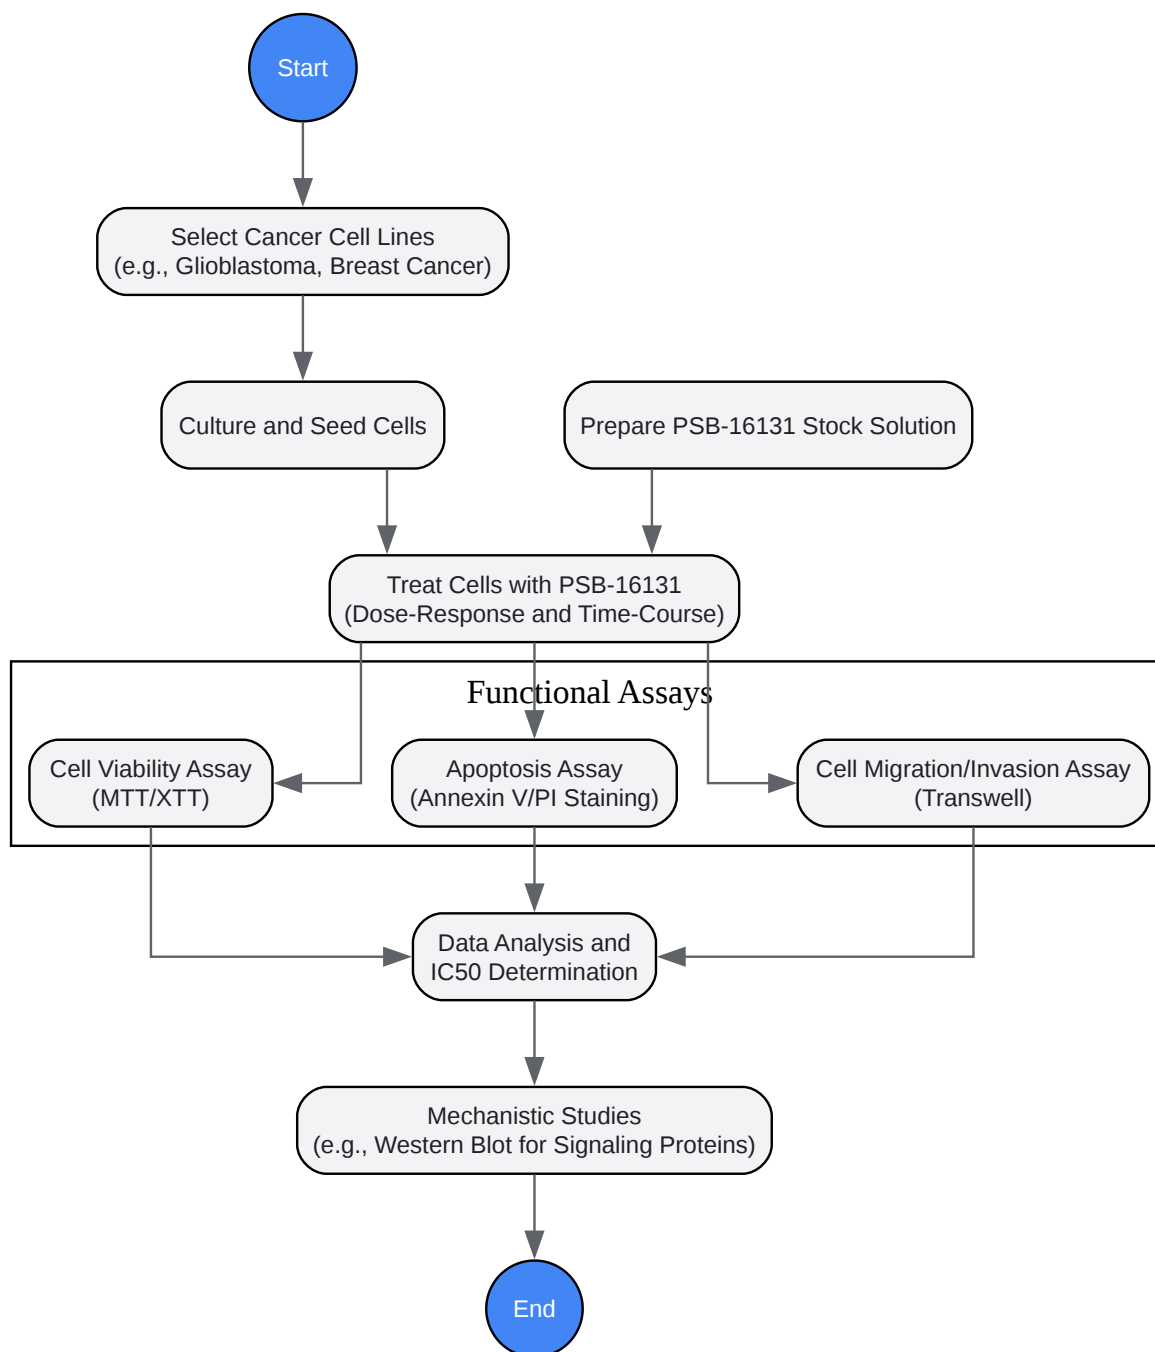 Start
Select Cancer Cell Lines
(e.g., Glioblastoma, Breast Cancer)
Culture and Seed Cells
Prepare PSB-16131 Stock Solution
Treat Cells with PSB-16131
(Dose-Response and Time-Course)
Functional Assays
Cell Viability Assay
(MTT/XTT)
Apoptosis Assay
(Annexin V/PI Staining)
Cell Migration/Invasion Assay
(Transwell)
Data Analysis and
IC50 Determination
Mechanistic Studies
(e.g., Western Blot for Signaling Proteins)
End